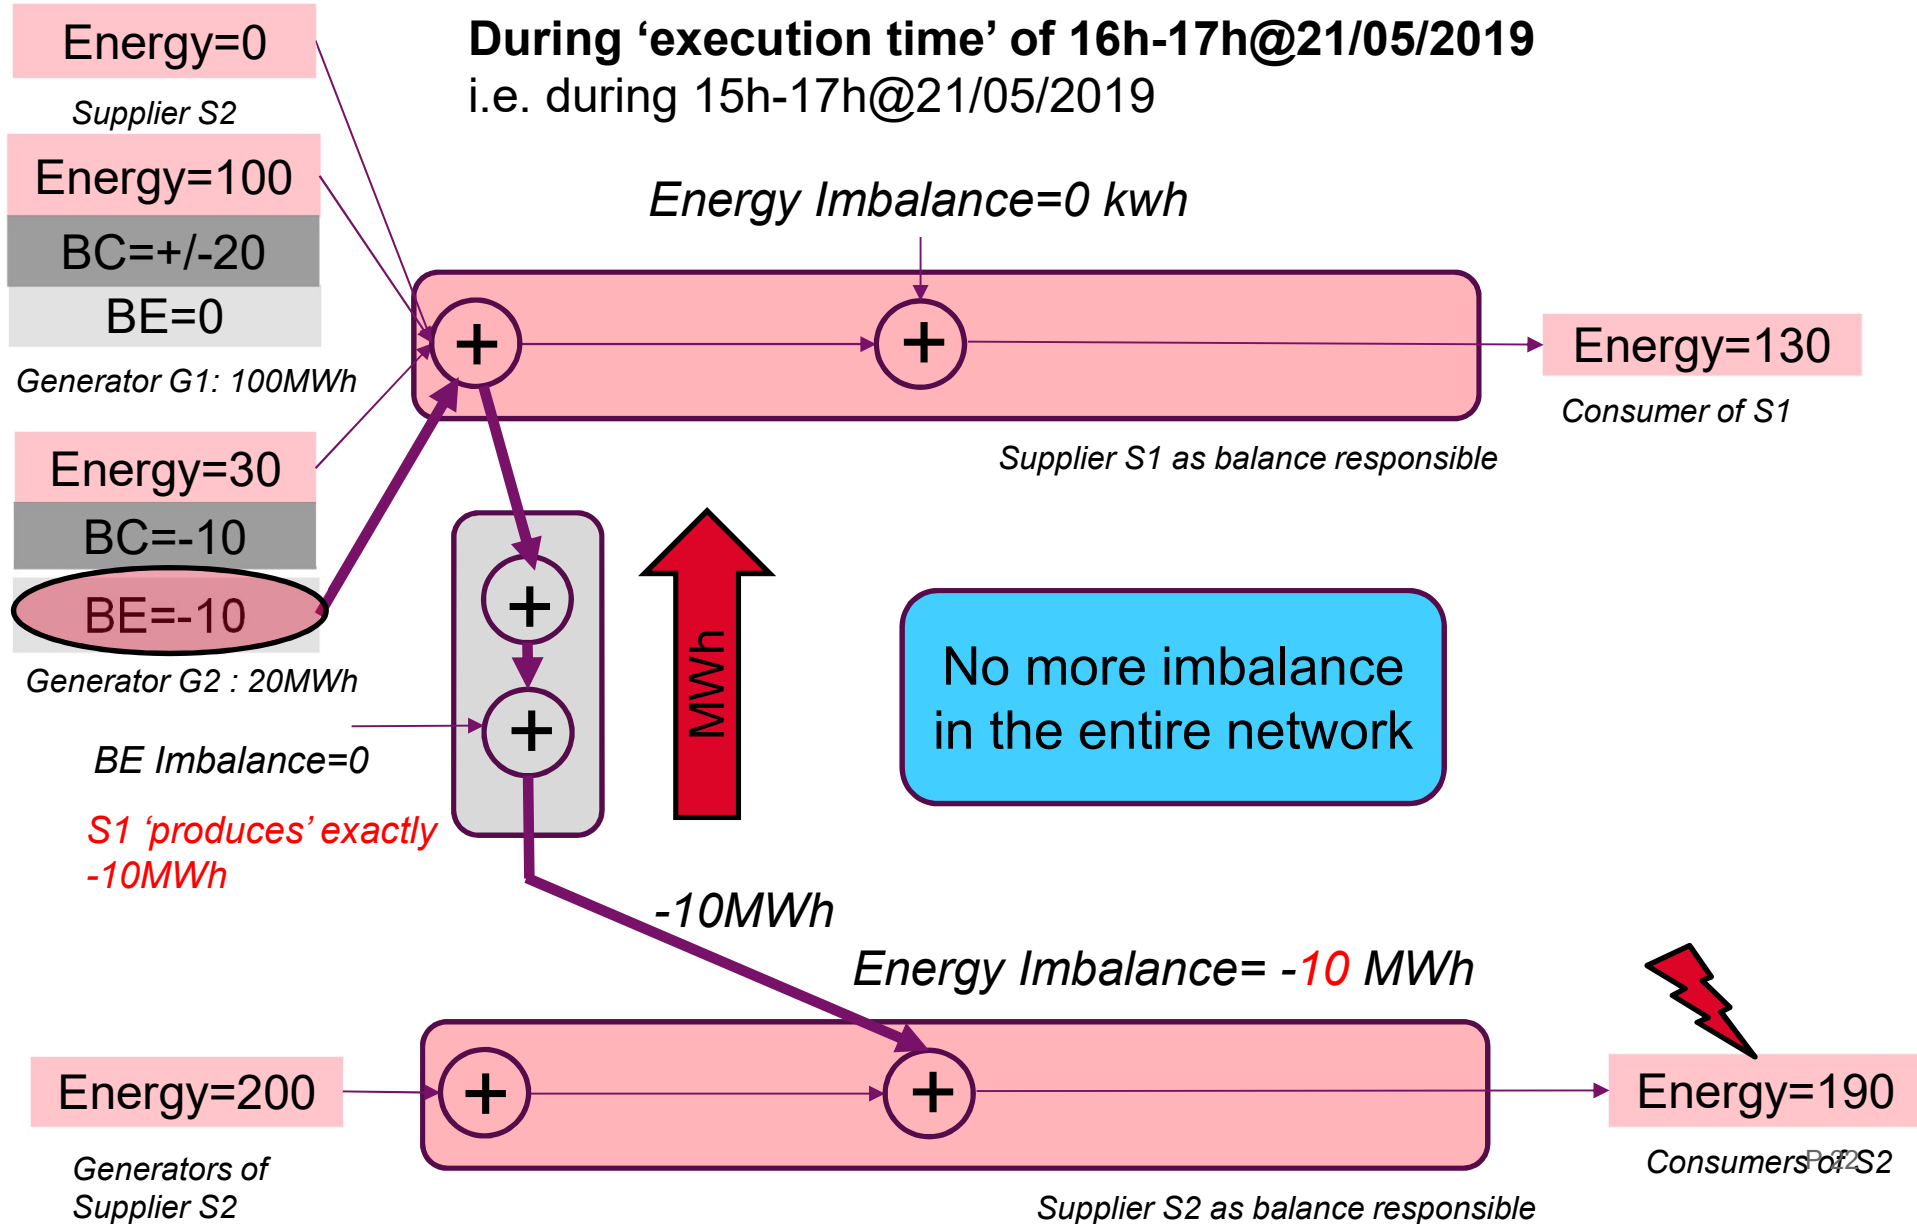 During ‘execution time’ of 16h-17h@21/05/2019
i.e. during 15h-17h@21/05/2019
Energy=0
Supplier S2
Energy=100
BC=+/-20
BE=0
Generator G1: 100MWh
Energy Imbalance=0 kwh
+
+
Energy=130
Consumer of S1
Supplier S1 as balance responsible
Energy=30
BC=-10
BE=-10
Generator G2 : 20MWh
+
+
MWh
No more imbalance
in the entire network
BE Imbalance=0
S1 ‘produces’ exactly
-10MWh
-10MWh
Energy Imbalance= -10 MWh
Energy=200
+
+
Energy=190
Generators of
Supplier S2
Supplier S2 as balance responsible
Consumers of S2
P 22